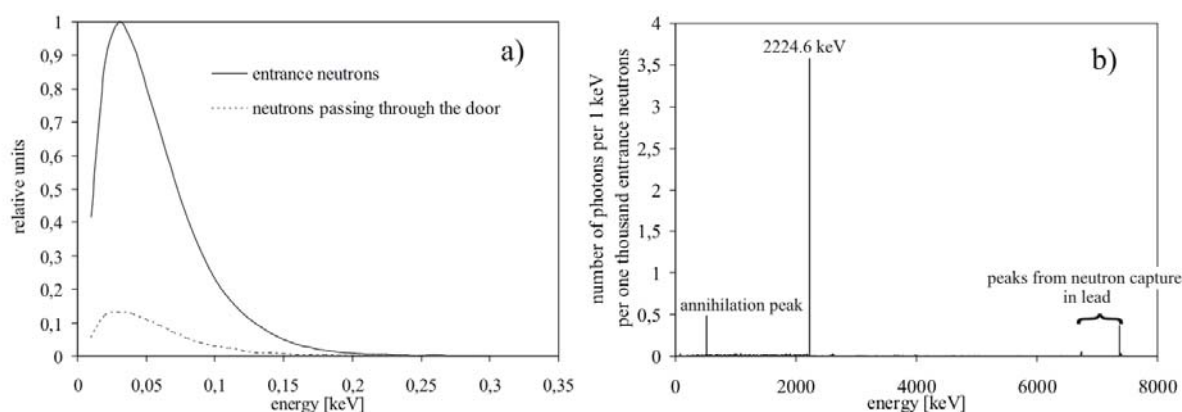 a)
entrance neutrons
neutrons passing through the door
relative units
1
0,9
0,8
0,7
0,6
0,5
0,4
0,3
0,2
0,1
0
0 0,05 0,1 0,15 0,2 0,25 0,3 0,35
energy [keV]
b)
2224.6 keV
number of photons per 1 keV
per one thousand entrance neutrons
4
3,5
3
2,5
2
1,5
1
0,5
0
peaks from neutron capture
in lead
annihilation peak
0 2000 4000 6000 8000
energy [keV]